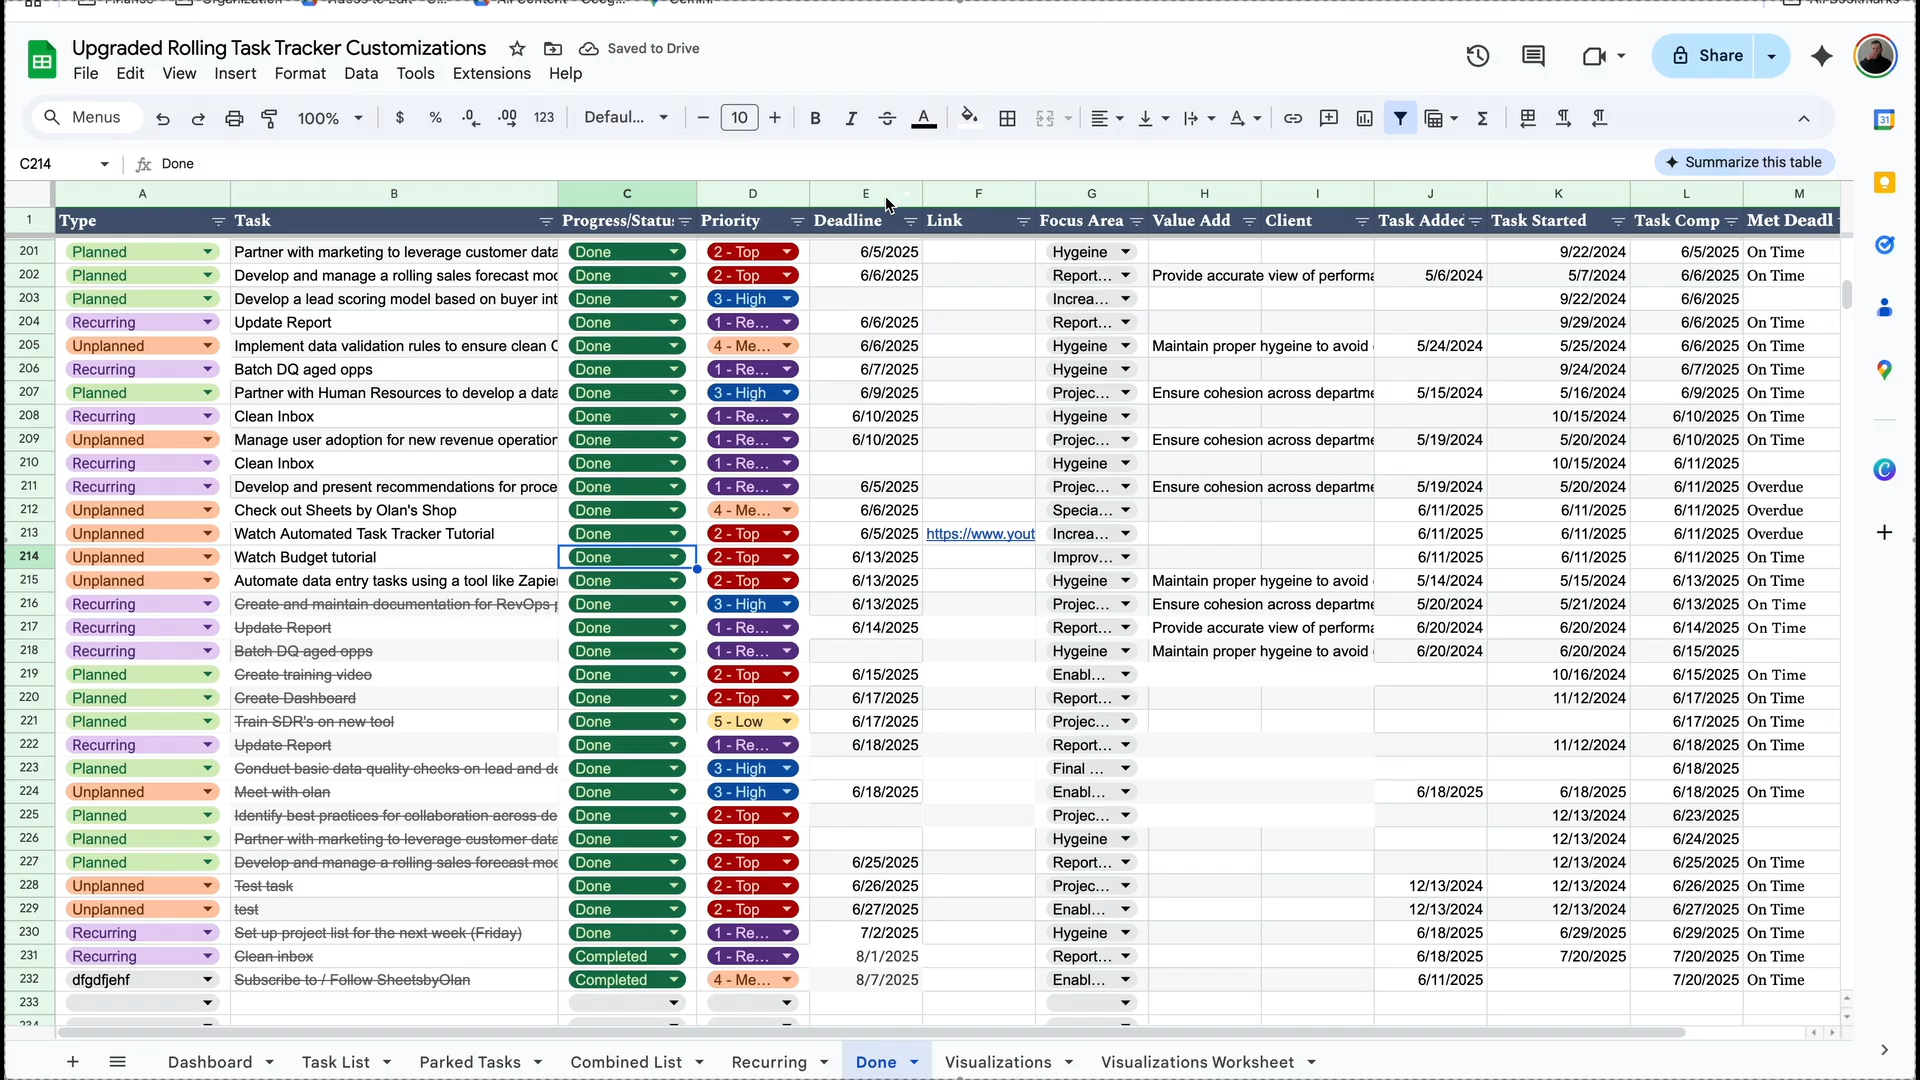 Upgraded Rolling Task Tracker Customizations Saved to Drive
File Edit View Insert Format Data Tools Extensions Help
Share
Menus 100% $ % .0 .00 123 Defaul... 10 B I A
C214 Done Summarize this table
A B C D E F G H I J K L M
1 Type Task Progress/Status Priority Deadline Link Focus Area Value Add Client Task Added Task Started Task Comp Met Deadl
201 Planned Partner with marketing to leverage customer data Done 2 - Top 6/5/2025 Hygeine 9/22/2024 6/5/2025 On Time
202 Planned Develop and manage a rolling sales forecast moc Done 2 - Top 6/6/2025 Report... Provide accurate view of performa 5/6/2024 5/7/2024 6/6/2025 On Time
203 Planned Develop a lead scoring model based on buyer int Done 3 - High Increa... 9/22/2024 6/6/2025
204 Recurring Update Report Done 1 - Re... 6/6/2025 Report... 9/29/2024 6/6/2025 On Time
205 Unplanned Implement data validation rules to ensure clean C Done 4 - Me... 6/6/2025 Hygeine Maintain proper hygeine to avoid 5/24/2024 5/25/2024 6/6/2025 On Time
206 Recurring Batch DQ aged opps Done 1 - Re... 6/7/2025 Hygeine 9/24/2024 6/7/2025 On Time
207 Planned Partner with Human Resources to develop a data Done 3 - High 6/9/2025 Projec... Ensure cohesion across departme 5/15/2024 5/16/2024 6/9/2025 On Time
208 Recurring Clean Inbox Done 1 - Re... 6/10/2025 Hygeine 10/15/2024 6/10/2025 On Time
209 Unplanned Manage user adoption for new revenue operation Done 1 - Re... 6/10/2025 Projec... Ensure cohesion across departme 5/19/2024 5/20/2024 6/10/2025 On Time
210 Recurring Clean Inbox Done 1 - Re... Hygeine 10/15/2024 6/11/2025
211 Recurring Develop and present recommendations for proce Done 1 - Re... 6/5/2025 Projec... Ensure cohesion across departme 5/19/2024 5/20/2024 6/11/2025 Overdue
212 Unplanned Check out Sheets by Olan's Shop Done 4 - Me... 6/6/2025 Specia... 6/11/2025 6/11/2025 6/11/2025 Overdue
213 Unplanned Watch Automated Task Tracker Tutorial Done 2 - Top 6/5/2025 https://www.yout Increa... 6/11/2025 6/11/2025 6/11/2025 Overdue
214 Unplanned Watch Budget tutorial Done 2 - Top 6/13/2025 Improv... 6/11/2025 6/11/2025 6/11/2025 On Time
215 Unplanned Automate data entry tasks using a tool like Zapier Done 2 - Top 6/13/2025 Hygeine Maintain proper hygeine to avoid 5/14/2024 5/15/2024 6/13/2025 On Time
216 Recurring Create and maintain documentation for RevOps p Done 3 - High 6/13/2025 Projec... Ensure cohesion across departme 5/20/2024 5/21/2024 6/13/2025 On Time
217 Recurring Update Report Done 1 - Re... 6/14/2025 Report... Provide accurate view of performa 6/20/2024 6/20/2024 6/14/2025 On Time
218 Recurring Batch DQ aged opps Done 1 - Re... Hygeine Maintain proper hygeine to avoid 6/20/2024 6/20/2024 6/15/2025
219 Planned Create training video Done 2 - Top 6/15/2025 Enabl... 10/16/2024 6/15/2025 On Time
220 Planned Create Dashboard Done 2 - Top 6/17/2025 Report... 11/12/2024 6/17/2025 On Time
221 Planned Train SDR's on new tool Done 5 - Low 6/17/2025 Projec... 6/17/2025 On Time
222 Recurring Update Report Done 1 - Re... 6/18/2025 Report... 11/12/2024 6/18/2025 On Time
223 Planned Conduct basic data quality checks on lead and de Done 3 - High Final ... 6/18/2025
224 Unplanned Meet with olan Done 3 - High 6/18/2025 Enabl... 6/18/2025 6/18/2025 6/18/2025 On Time
225 Planned Identify best practices for collaboration across de Done 2 - Top Projec... 12/13/2024 6/23/2025
226 Planned Partner with marketing to leverage customer data Done 2 - Top Hygeine 12/13/2024 6/24/2025
227 Planned Develop and manage a rolling sales forecast moc Done 2 - Top 6/25/2025 Report... 12/13/2024 6/25/2025 On Time
228 Unplanned Test task Done 2 - Top 6/26/2025 Projec... 12/13/2024 12/13/2024 6/26/2025 On Time
229 Unplanned test Done 2 - Top 6/27/2025 Enabl... 12/13/2024 12/13/2024 6/27/2025 On Time
230 Recurring Set up project list for the next week (Friday) Done 1 - Re... 7/2/2025 Hygeine 6/18/2025 6/29/2025 6/29/2025 On Time
231 Recurring Clean inbox Completed 1 - Re... 8/1/2025 Report... 6/18/2025 7/20/2025 7/20/2025 On Time
232 dfgdfjehf Subscribe to / Follow SheetsbyOlan Completed 4 - Me... 8/7/2025 Enabl... 6/11/2025 7/20/2025 On Time
233
234
Dashboard Task List Parked Tasks Combined List Recurring Done Visualizations Visualizations Worksheet